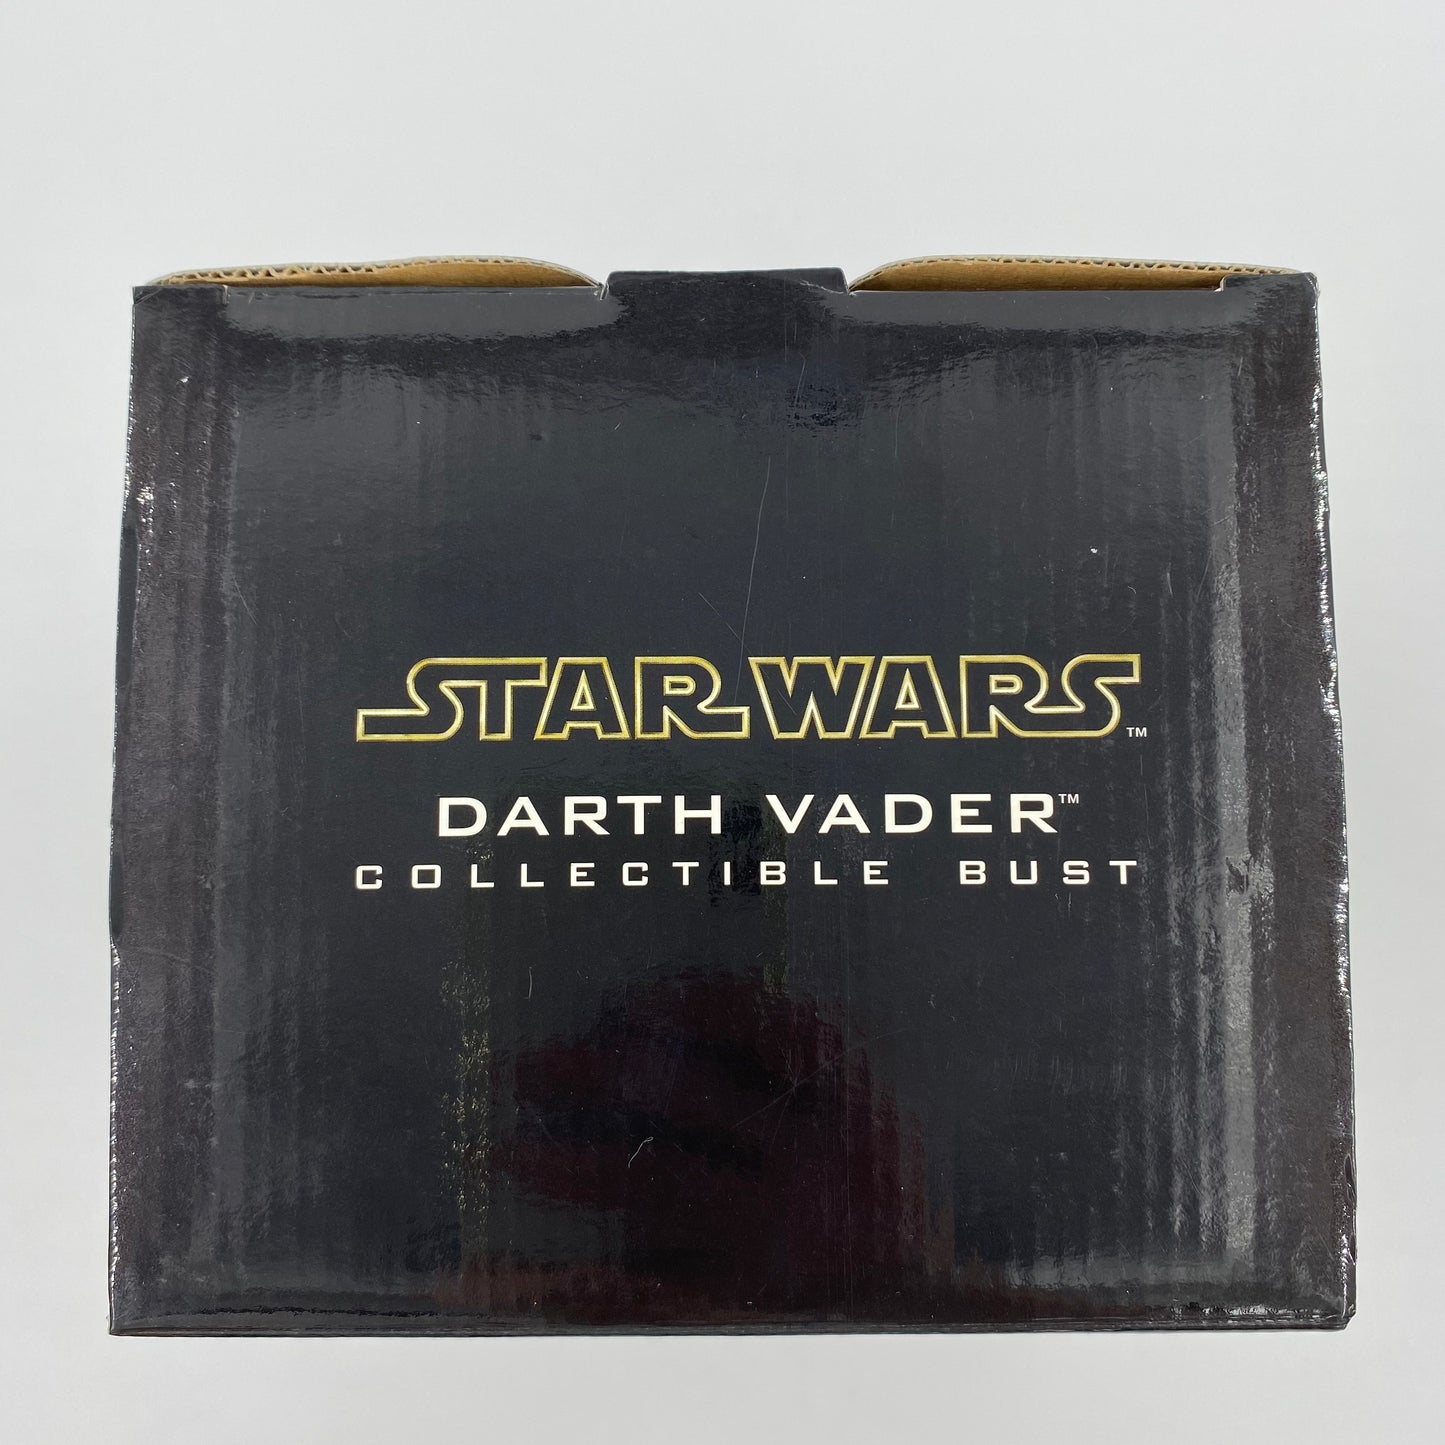 STAR WARS™
DARTH VADER™
COLLECTIBLE BUST